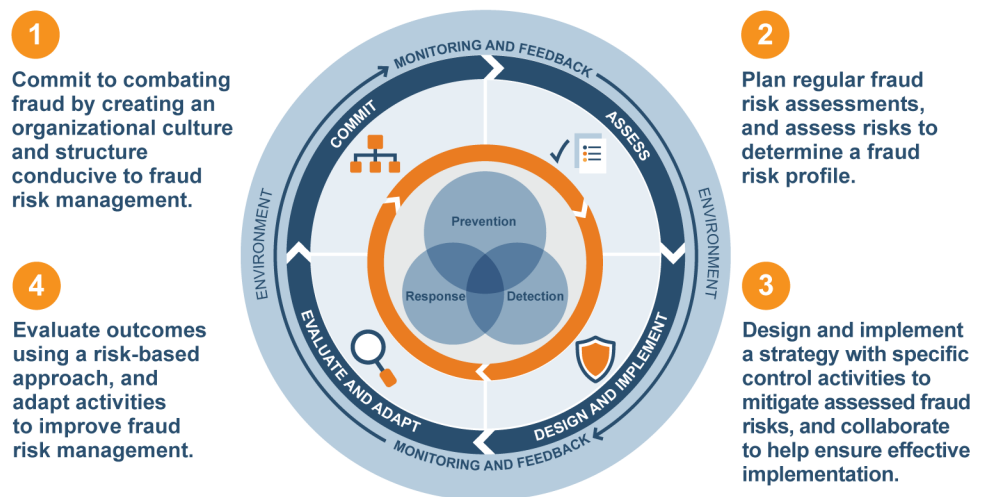 1
Commit to combating
fraud by creating an
organizational culture
and structure
conducive to fraud
risk management.
2
Plan regular fraud
risk assessments,
and assess risks to
determine a fraud
risk profile.
MONITORING AND FEEDBACK
COMMIT
ASSESS
ENVIRONMENT
ENVIRONMENT
Prevention
Response
Detection
EVALUATE AND ADAPT
DESIGN AND IMPLEMENT
MONITORING AND FEEDBACK
4
Evaluate outcomes
using a risk-based
approach, and
adapt activities
to improve fraud
risk management.
3
Design and implement
a strategy with specific
control activities to
mitigate assessed fraud
risks, and collaborate
to help ensure effective
implementation.